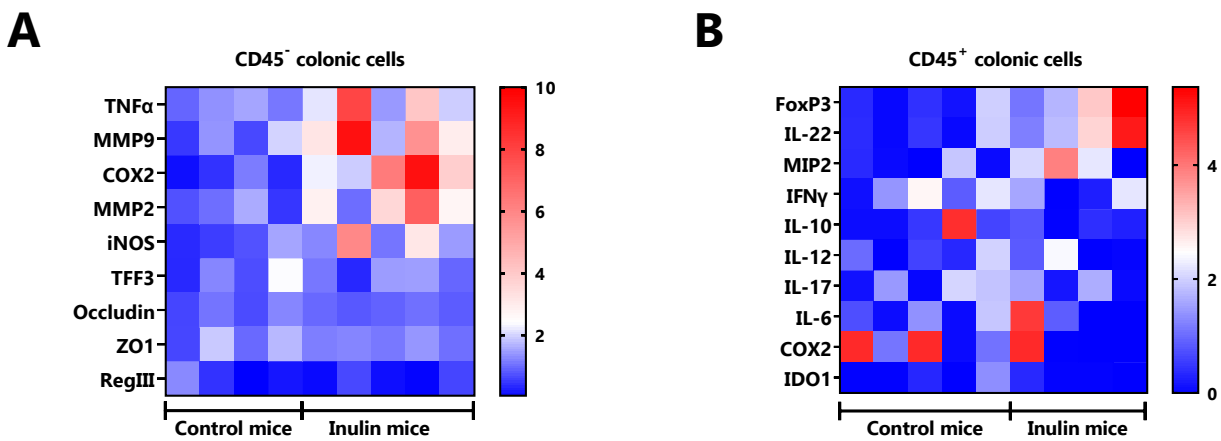 A
CD45⁻ colonic cells
TNFα
MMP9
COX2
MMP2
iNOS
TFF3
Occludin
ZO1
RegIII
10
8
6
4
2
Control mice
Inulin mice
B
CD45⁺ colonic cells
FoxP3
IL-22
MIP2
IFNγ
IL-10
IL-12
IL-17
IL-6
COX2
IDO1
4
2
0
Control mice
Inulin mice